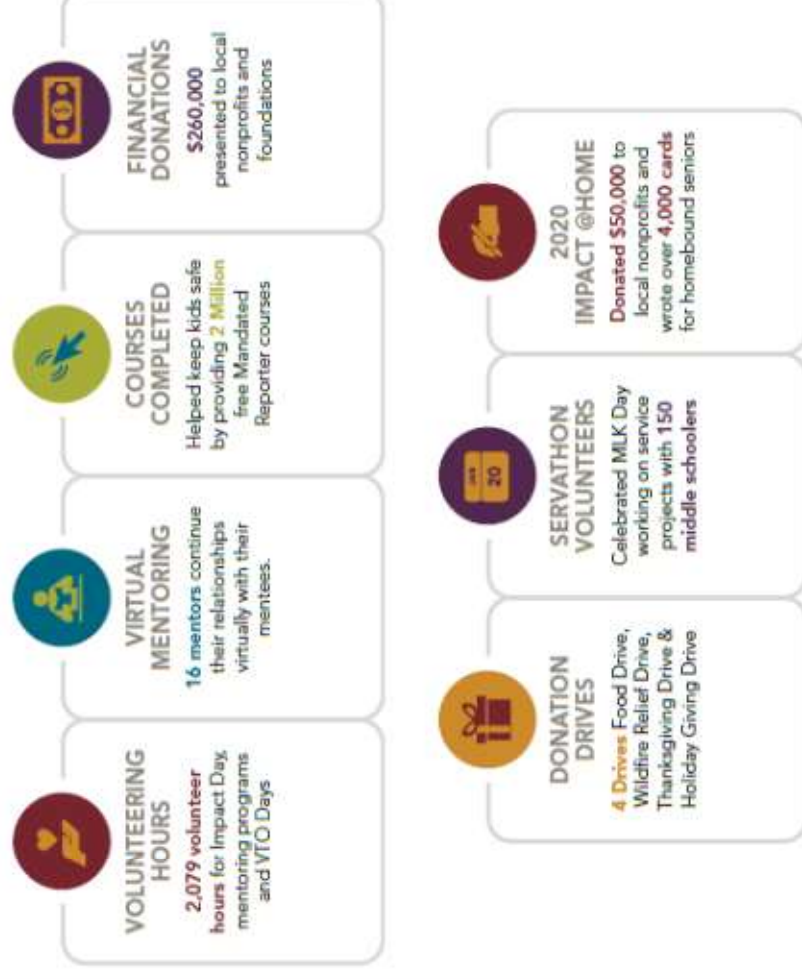 VOLUNTEERING
HOURS
2,079 volunteer
hours for Impact Day,
mentoring programs
and VTO Days
VIRTUAL
MENTORING
16 mentors continue
their relationships
virtually with their
mentees.
COURSES
COMPLETED
Helped keep kids safe
by providing 2 Million
free Mandated
Reporter courses
FINANCIAL
DONATIONS
$260,000
presented to local
nonprofits and
foundations
DONATION
DRIVES
4 Drives Food Drive,
Wildfire Relief Drive,
Thanksgiving Drive &
Holiday Giving Drive
JAN
20
SERVATHON
VOLUNTEERS
Celebrated MLK Day
working on service
projects with 150
middle schoolers
2020
IMPACT @HOME
Donated $50,000 to
local nonprofits and
wrote over 4,000 cards
for homebound seniors